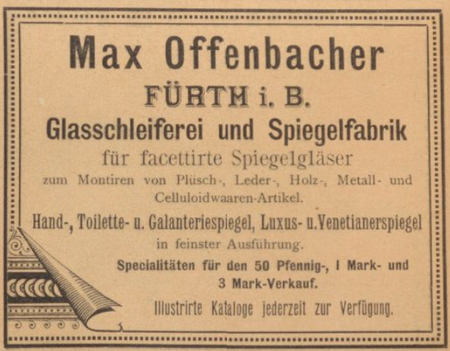 Max Offenbacher
FÜRTH i. B.
Glasschleiferei und Spiegelfabrik
für facettirte Spiegelgläser
zum Montiren von Plüsch-, Leder-, Holz-, Metall- und
Celluloidwaaren-Artikel.
Hand-, Toilette- u. Galanteriespiegel, Luxus- u. Venetianerspiegel
in feinster Ausführung.
Specialitäten für den 50 Pfennig-, 1 Mark- und
3 Mark-Verkauf.
Illustrirte Kataloge jederzeit zur Verfügung.